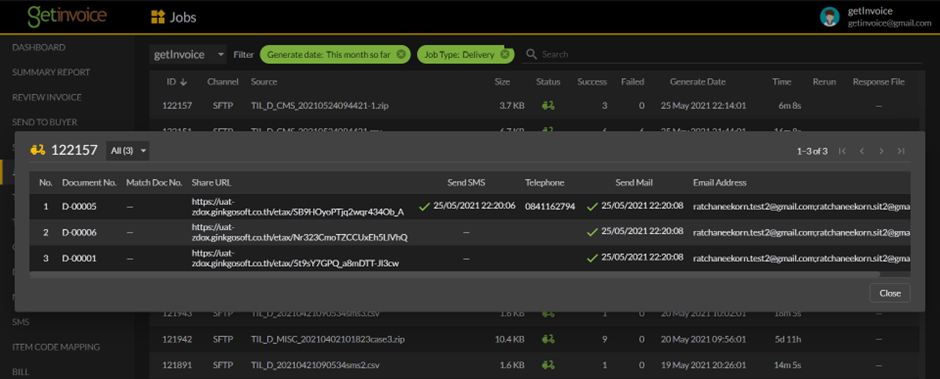 getinvoice
Jobs
getInvoice
getinvoice@gmail.com
DASHBOARD
SUMMARY REPORT
REVIEW INVOICE
SEND TO BUYER
getInvoice Filter Generate date: This month so far Job Type: Delivery Search
ID Channel Source Size Status Success Failed Generate Date Time Rerun Response File
122157 SFTP TIL_D_CMS_20210524094421-1.zip 3.7 KB 3 0 25 May 2021 22:14:01 6m 8s —
122157 All (3) 1–3 of 3
No. Document No. Match Doc No. Share URL Send SMS Telephone Send Mail Email Address
1 D-00005 — https://uat-
zdox.ginkgosoft.co.th/etax/SB9HOyoPTjq2wqr434Ob_A 25/05/2021 22:20:06 0841162794 25/05/2021 22:20:08 ratchaneekorn.test2@gmail.com;ratchaneekorn.sit2@gma
2 D-00006 — https://uat-
zdox.ginkgosoft.co.th/etax/Nr323CmoTZCCUxEh5LIVhQ — 25/05/2021 22:20:08 ratchaneekorn.test2@gmail.com;ratchaneekorn.sit2@gma
3 D-00001 — https://uat-
zdox.ginkgosoft.co.th/etax/5t9sY7GPQ_a8mDTT-JI3cw — 25/05/2021 22:20:08 ratchaneekorn.test2@gmail.com;ratchaneekorn.sit2@gma
Close
SMS
ITEM CODE MAPPING
BILL
121943 SFTP TIL_D_20210421090534sms3.csv 1.6 KB 0 20 May 2021 10:02:01 18m 5s
121942 SFTP TIL_D_MISC_20210402101823case3.zip 10.4 KB 9 0 20 May 2021 09:56:01 5d 11h —
121891 SFTP TIL_D_20210421090534sms2.csv 1.6 KB 1 0 19 May 2021 20:26:01 14m 5s —